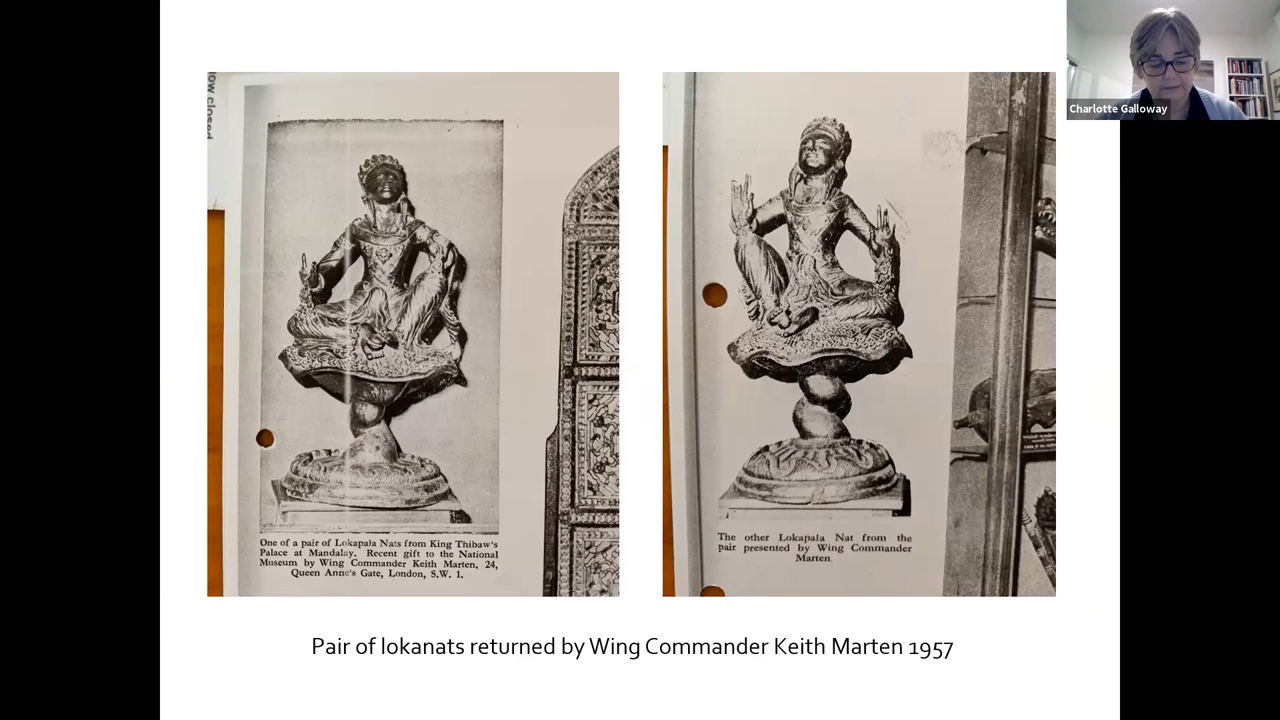 Charlotte Galloway
ow closed
One of a pair of Lokapala Nats from King Thibaw's
Palace at Mandalay. Recent gift to the National
Museum by Wing Commander Keith Marten, 24,
Queen Anne's Gate, London, S.W. 1.
The other Lokapala Nat from the
pair presented by Wing Commander
Marten.
Pair of lokanats returned by Wing Commander Keith Marten 1957